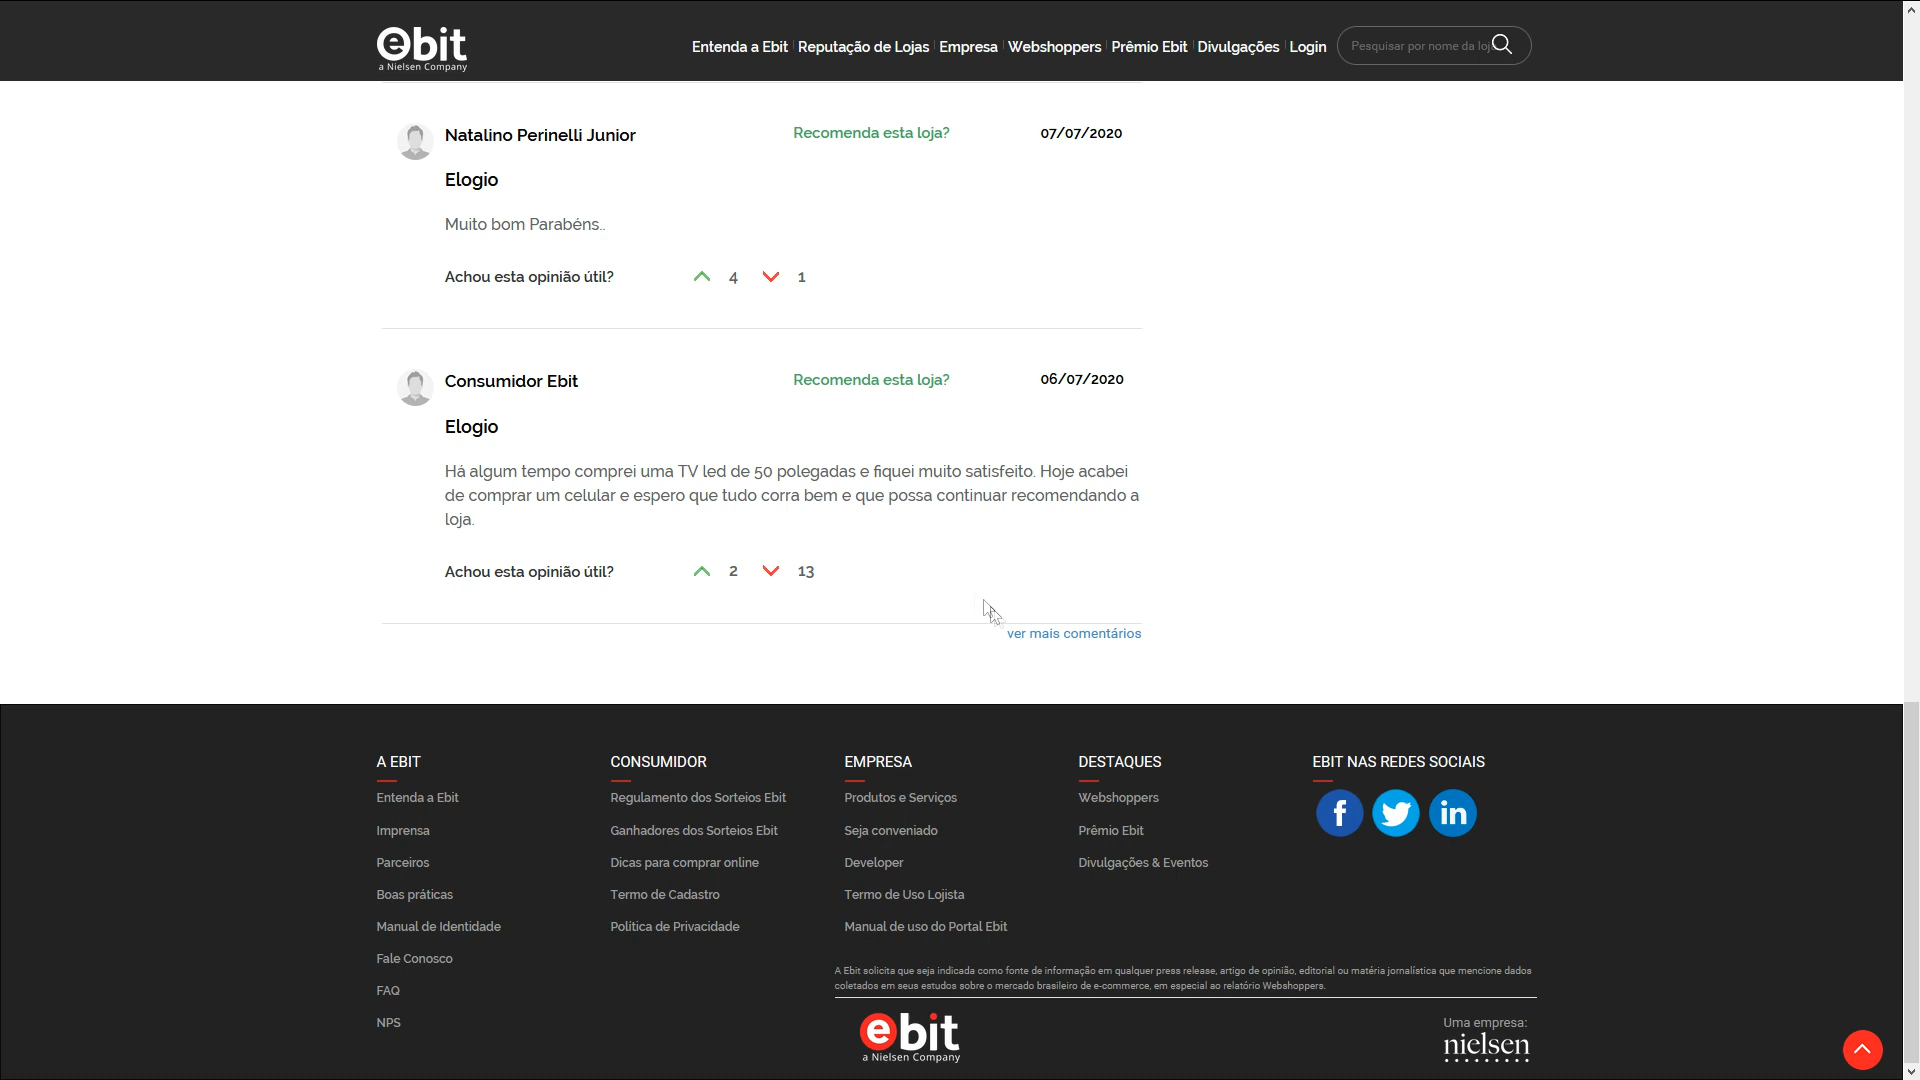 ebit
a Nielsen Company
Entenda a Ebit
Reputação de Lojas
Empresa
Webshoppers
Prêmio Ebit
Divulgações
Login
Pesquisar por nome da loja
Natalino Perinelli Junior
Recomenda esta loja?
07/07/2020
Elogio
Muito bom Parabéns..
Achou esta opinião útil?
4
1
Consumidor Ebit
Recomenda esta loja?
06/07/2020
Elogio
Há algum tempo comprei uma TV led de 50 polegadas e fiquei muito satisfeito. Hoje acabei
de comprar um celular e espero que tudo corra bem e que possa continuar recomendando a
loja.
Achou esta opinião útil?
2
13
ver mais comentários
A EBIT
Entenda a Ebit
Imprensa
Parceiros
Boas práticas
Manual de Identidade
Fale Conosco
FAQ
NPS
CONSUMIDOR
Regulamento dos Sorteios Ebit
Ganhadores dos Sorteios Ebit
Dicas para comprar online
Termo de Cadastro
Política de Privacidade
EMPRESA
Produtos e Serviços
Seja conveniado
Developer
Termo de Uso Lojista
Manual de uso do Portal Ebit
DESTAQUES
Webshoppers
Prêmio Ebit
Divulgações & Eventos
EBIT NAS REDES SOCIAIS
f
in
A Ebit solicita que seja indicada como fonte de informação em qualquer press release, artigo de opinião, editorial ou matéria jornalística que mencione dados
coletados em seus estudos sobre o mercado brasileiro de e-commerce, em especial ao relatório Webshoppers.
ebit
a Nielsen Company
Uma empresa:
nielsen